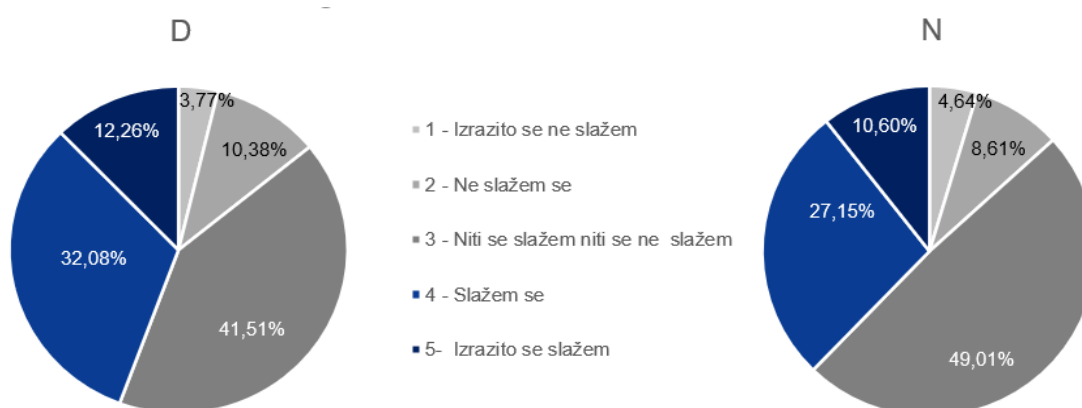 D
3,77%
10,38%
41,51%
32,08%
12,26%
1 - Izrazito se ne slažem
2 - Ne slažem se
3 - Niti se slažem niti se ne slažem
4 - Slažem se
5- Izrazito se slažem
N
4,64%
8,61%
49,01%
27,15%
10,60%